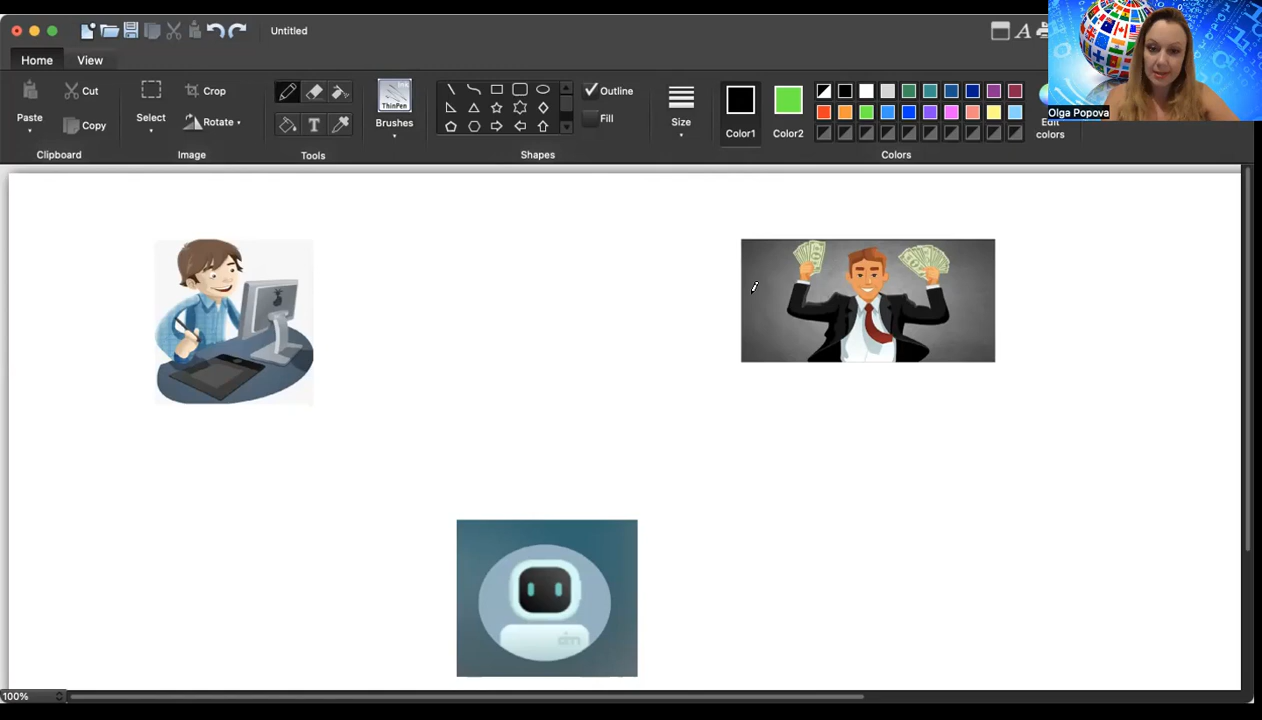 Untitled
Home View
Paste Cut Copy Clipboard
Select Crop Rotate Image
Tools
ThinPen
Brushes
Outline
Fill
Shapes
Size
Color1 Color2
Edit colors
Colors
Olga Popova
100%